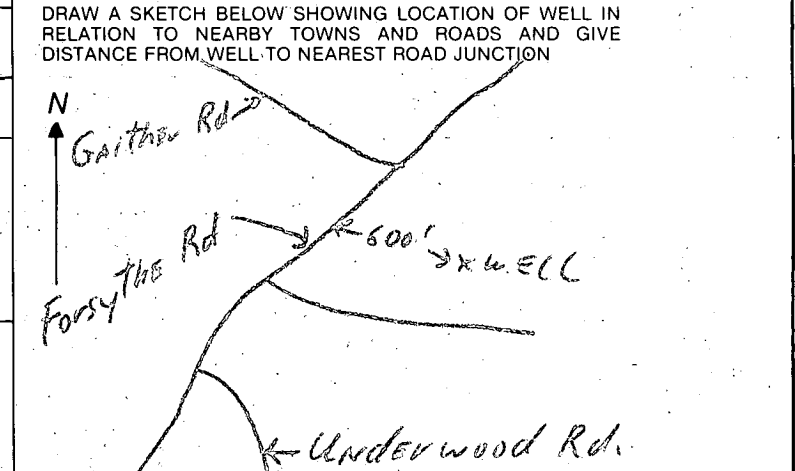 DRAW A SKETCH BELOW SHOWING LOCATION OF WELL IN
RELATION TO NEARBY TOWNS AND ROADS AND GIVE
DISTANCE FROM WELL TO NEAREST ROAD JUNCTION
N
Gaither Rd
Forsythe Rd
600'
x WELL
Underwood Rd.